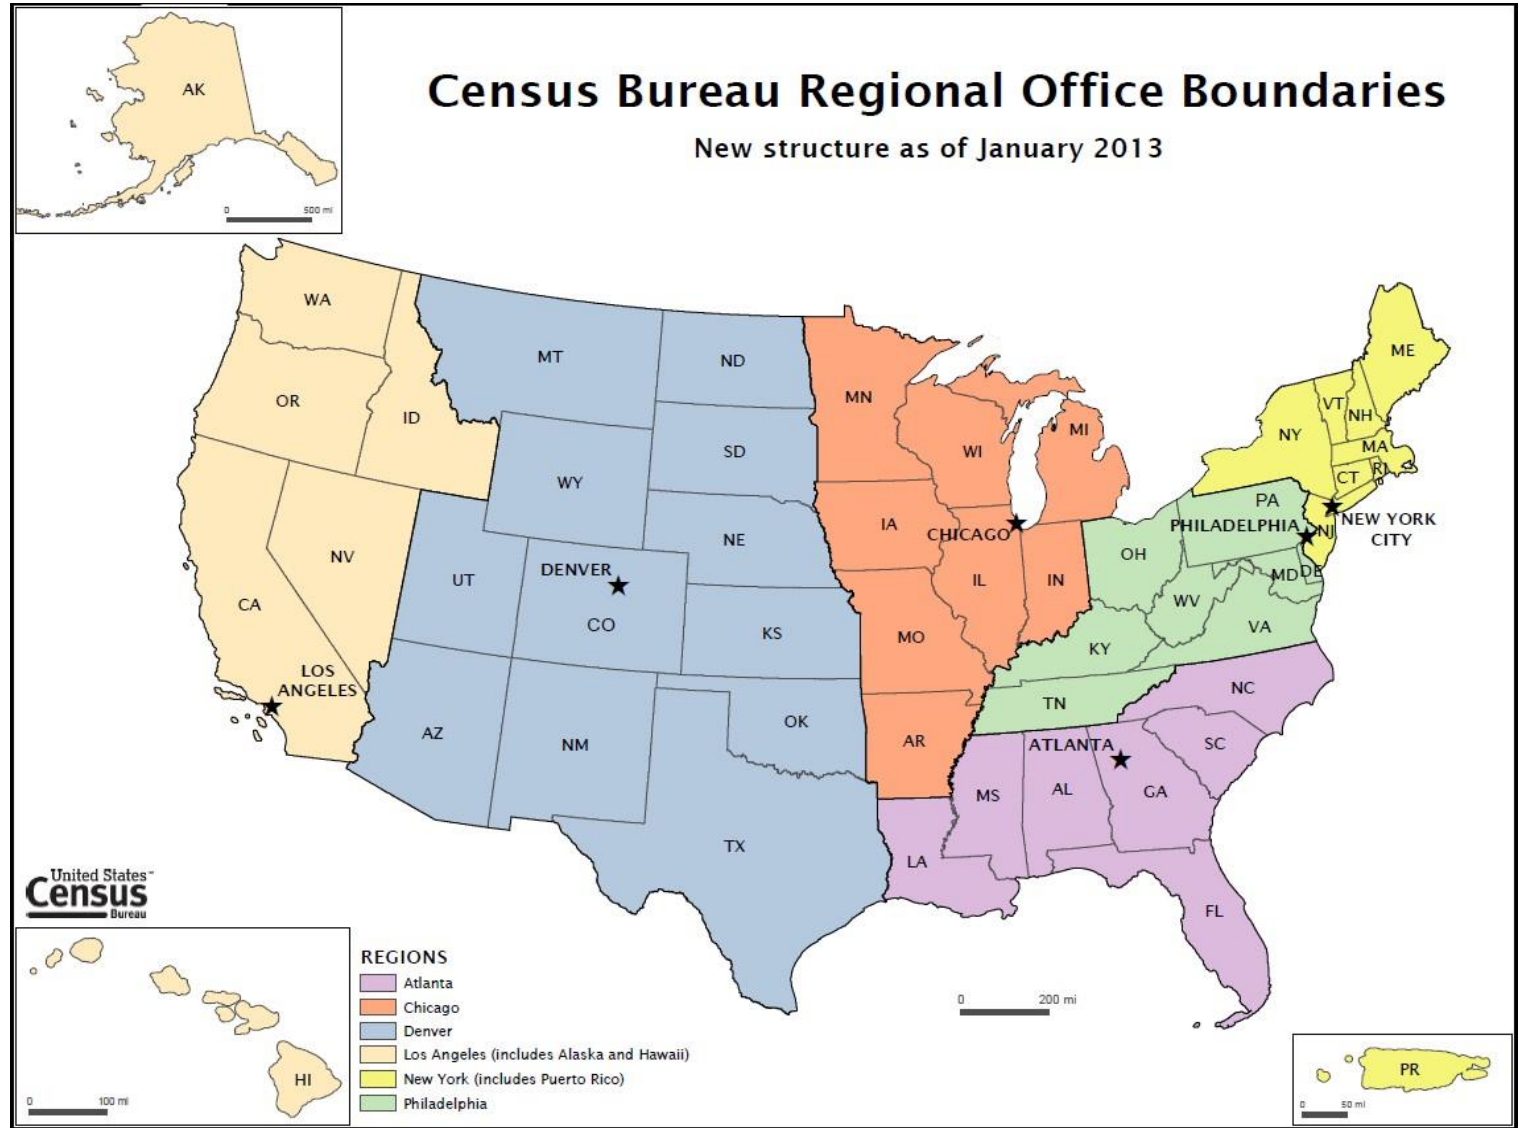 Census Bureau Regional Office Boundaries
New structure as of January 2013
AK
0 500 mi
WA
MT
ND
MN
ME
OR
ID
WY
SD
WI
MI
NY
VT
NH
MA
CT
RI
PA
PHILADELPHIA
NEW YORK
CITY
NJ
NV
UT
DENVER
CO
NE
IA
CHICAGO
IL
IN
OH
MD
DE
WV
VA
CA
KS
MO
KY
LOS
ANGELES
AZ
NM
OK
AR
TN
NC
ATLANTA
SC
TX
LA
MS
AL
GA
FL
United States™
Census
Bureau
HI
0 100 mi
REGIONS
Atlanta
Chicago
Denver
Los Angeles (includes Alaska and Hawaii)
New York (includes Puerto Rico)
Philadelphia
0 200 mi
PR
0 50 mi